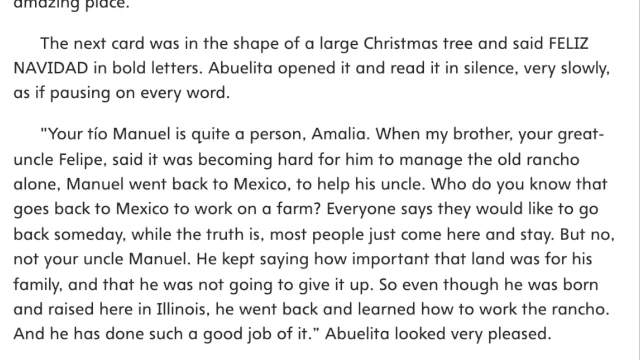 amazing place.
The next card was in the shape of a large Christmas tree and said FELIZ
NAVIDAD in bold letters. Abuelita opened it and read it in silence, very slowly,
as if pausing on every word.
"Your tío Manuel is quite a person, Amalia. When my brother, your great-
uncle Felipe, said it was becoming hard for him to manage the old rancho
alone, Manuel went back to Mexico, to help his uncle. Who do you know that
goes back to Mexico to work on a farm? Everyone says they would like to go
back someday, while the truth is, most people just come here and stay. But no,
not your uncle Manuel. He kept saying how important that land was for his
family, and that he was not going to give it up. So even though he was born
and raised here in Illinois, he went back and learned how to work the rancho.
And he has done such a good job of it." Abuelita looked very pleased.